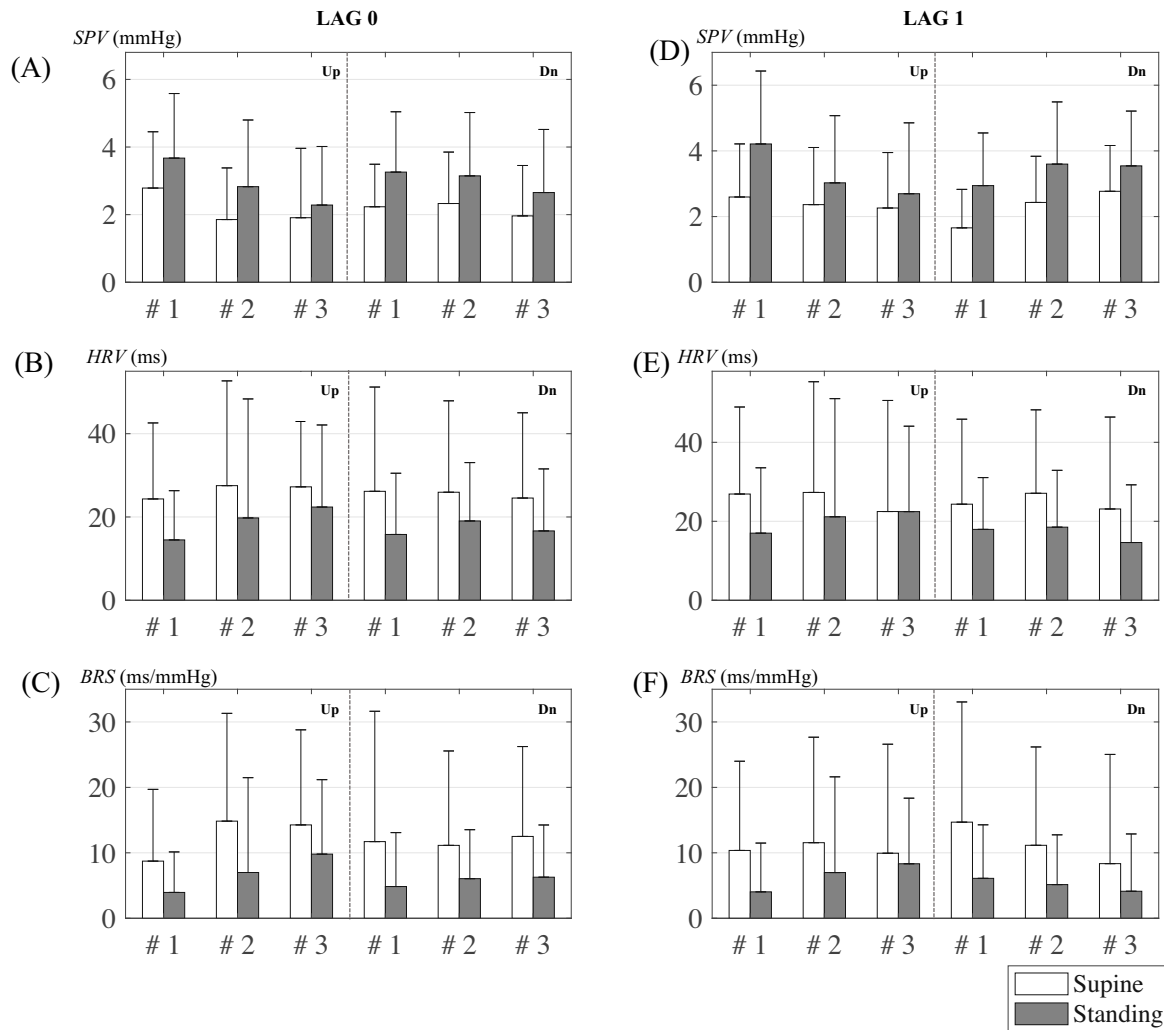 LAG 0
LAG 1
(A)
SPV (mmHg)
Up
Dn
6
4
2
0
# 1 # 2 # 3 # 1 # 2 # 3
(D)
SPV (mmHg)
Up
Dn
6
4
2
0
# 1 # 2 # 3 # 1 # 2 # 3
(B)
HRV (ms)
Up
Dn
40
20
0
# 1 # 2 # 3 # 1 # 2 # 3
(E)
HRV (ms)
Up
Dn
40
20
0
# 1 # 2 # 3 # 1 # 2 # 3
(C)
BRS (ms/mmHg)
Up
Dn
30
20
10
0
# 1 # 2 # 3 # 1 # 2 # 3
(F)
BRS (ms/mmHg)
Up
Dn
30
20
10
0
# 1 # 2 # 3 # 1 # 2 # 3
Supine
Standing